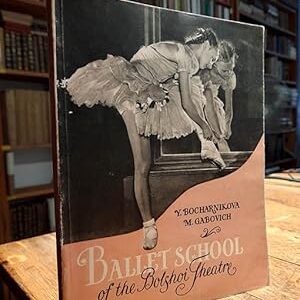 Y. BOCHARNIKOVA
M. GABOVICH
BALLET SCHOOL
of the Bolshoi Theatre